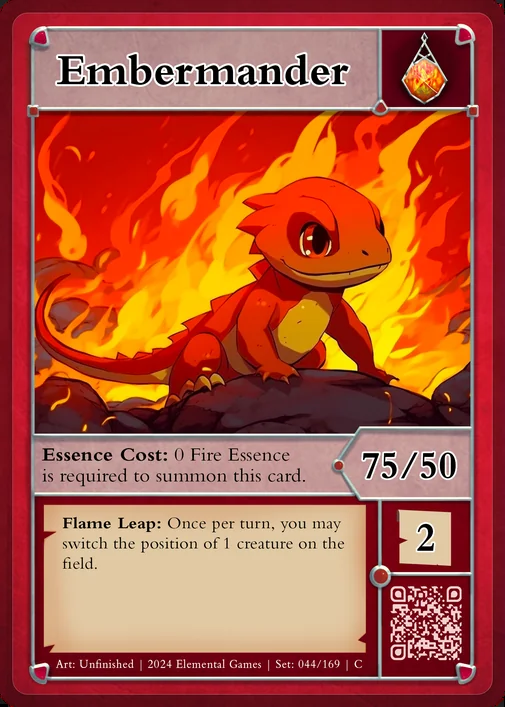 Embermander
Essence Cost: 0 Fire Essence
is required to summon this card.
75/50
Flame Leap: Once per turn, you may
switch the position of 1 creature on the
field.
2
Art: Unfinished | 2024 Elemental Games | Set: 044/169 | C